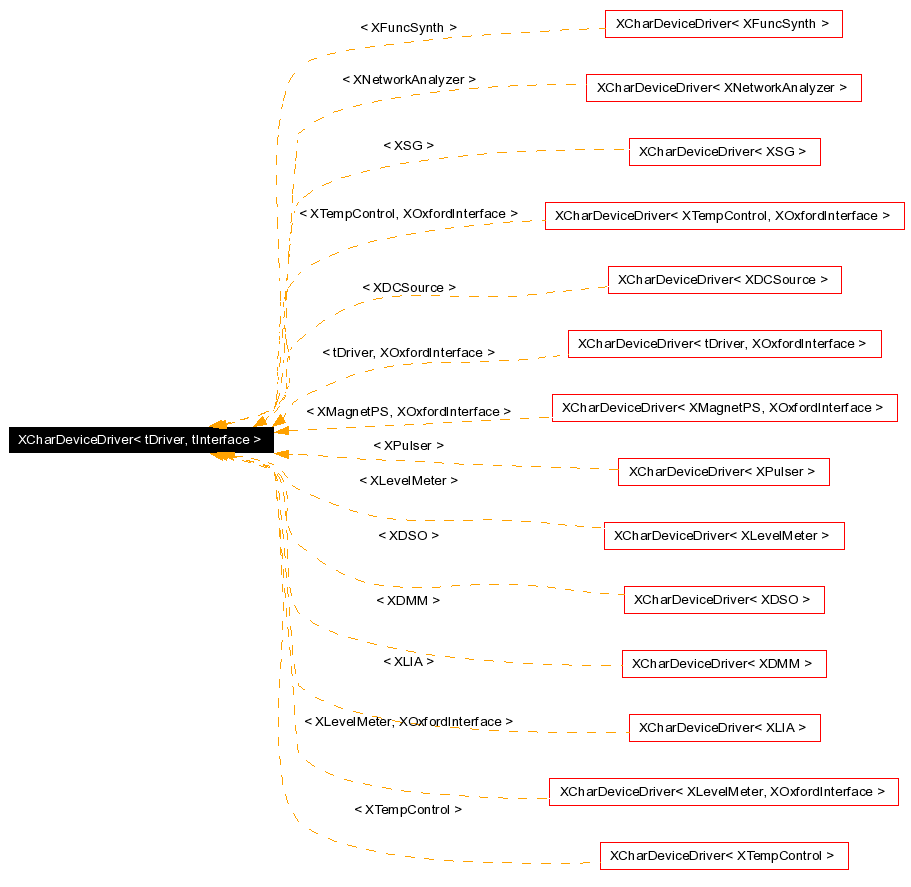 < XFuncSynth >
XCharDeviceDriver< XFuncSynth >
< XNetworkAnalyzer >
XCharDeviceDriver< XNetworkAnalyzer >
< XSG >
XCharDeviceDriver< XSG >
< XTempControl, XOxfordInterface >
XCharDeviceDriver< XTempControl, XOxfordInterface >
< XDCSource >
XCharDeviceDriver< XDCSource >
< tDriver, XOxfordInterface >
XCharDeviceDriver< tDriver, XOxfordInterface >
< XMagnetPS, XOxfordInterface >
XCharDeviceDriver< XMagnetPS, XOxfordInterface >
XCharDeviceDriver< tDriver, tInterface >
< XPulser >
XCharDeviceDriver< XPulser >
< XLevelMeter >
XCharDeviceDriver< XLevelMeter >
< XDSO >
XCharDeviceDriver< XDSO >
< XDMM >
XCharDeviceDriver< XDMM >
< XLIA >
XCharDeviceDriver< XLIA >
< XLevelMeter, XOxfordInterface >
XCharDeviceDriver< XLevelMeter, XOxfordInterface >
< XTempControl >
XCharDeviceDriver< XTempControl >